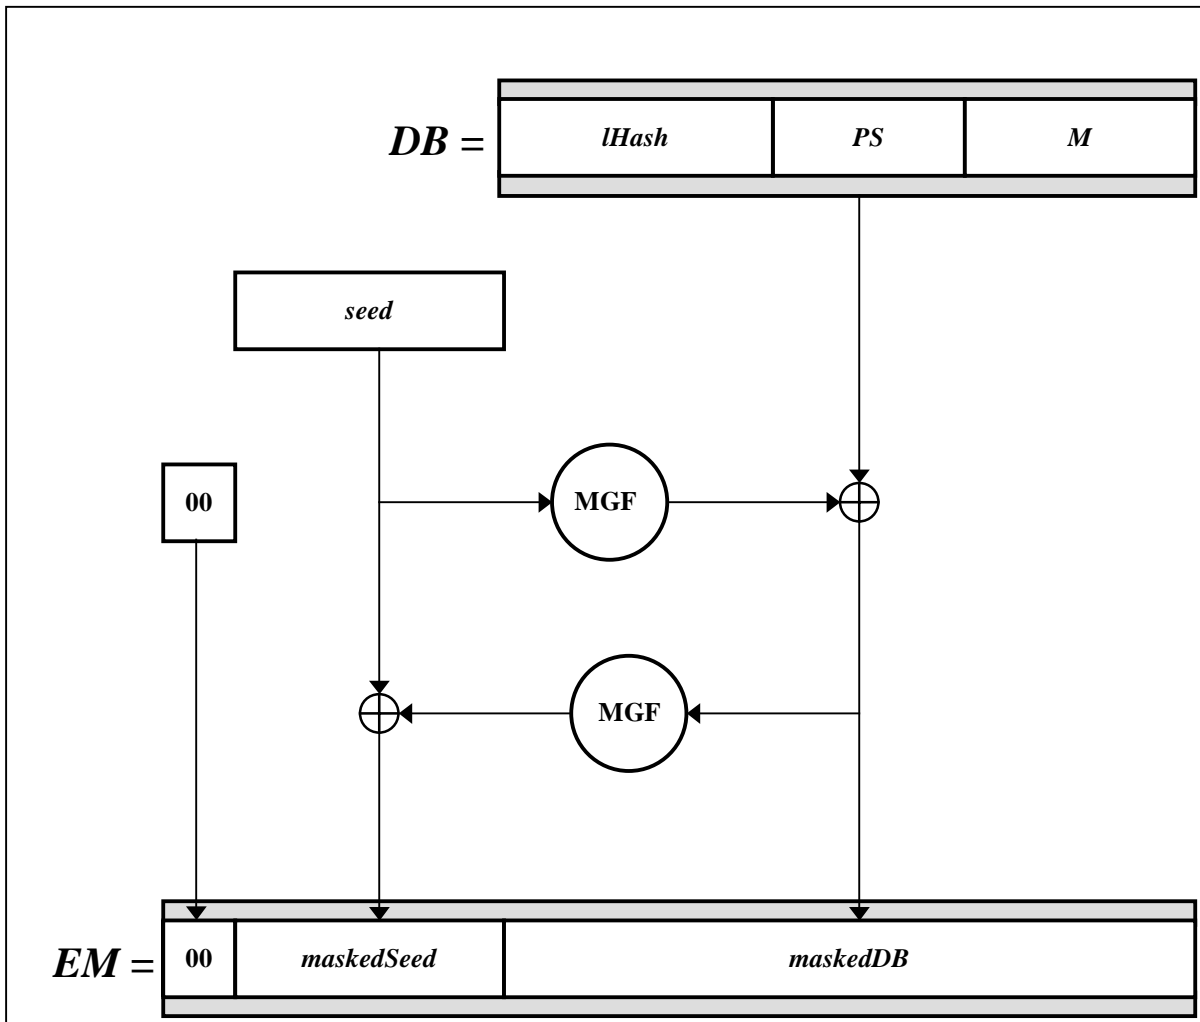 DB = lHash PS M
seed
00 MGF
MGF
EM = 00 maskedSeed maskedDB